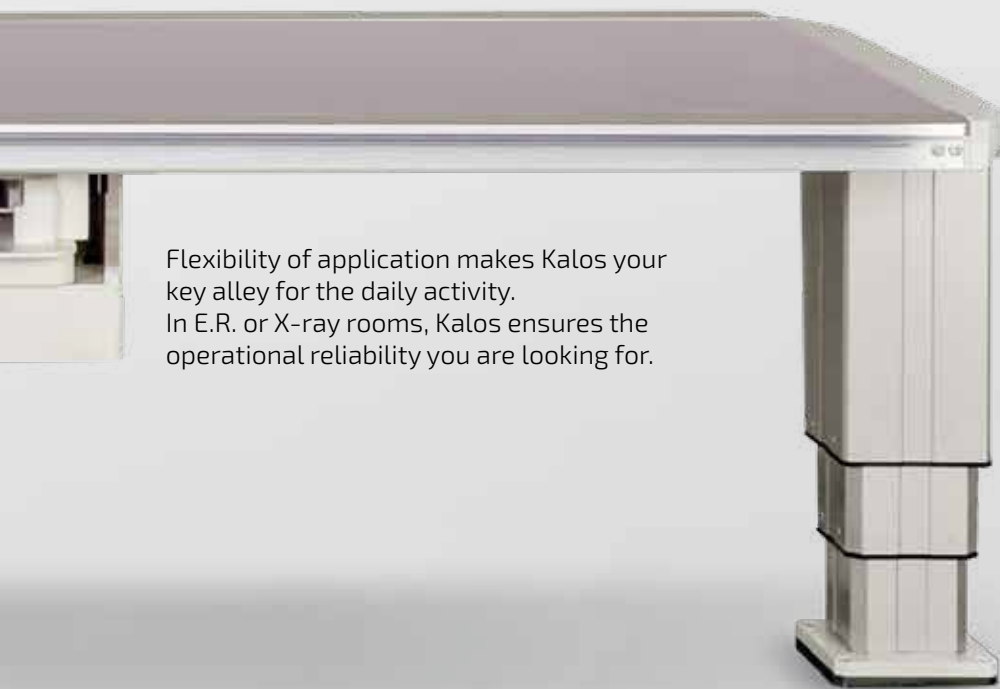 Flexibility of application makes Kalos your
key alley for the daily activity.
In E.R. or X-ray rooms, Kalos ensures the
operational reliability you are looking for.